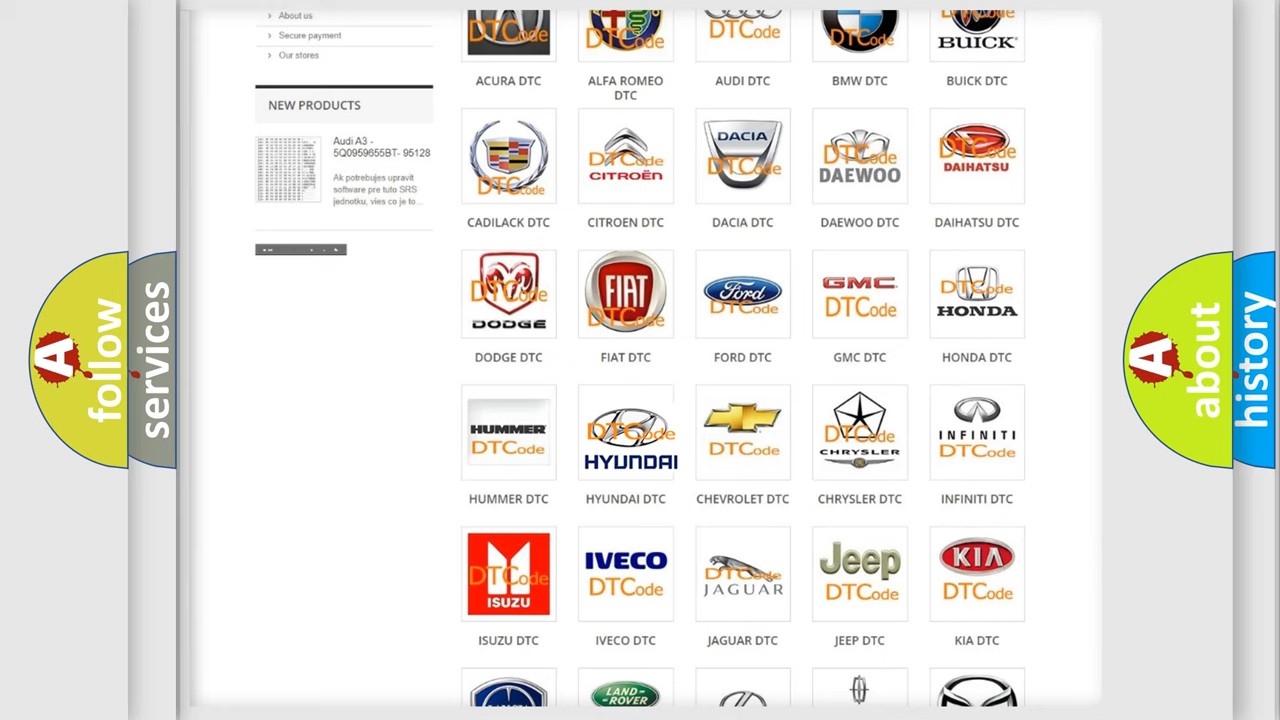 About us
Secure payment
Our stores
NEW PRODUCTS
Audi A3 -
5Q0959655BT- 95128
Ak potrebujes upravit
software pre tuto SRS
jednotku, vies co je to...
DTCode
DTCode
DTCode
DTCode
BUICK
ACURA DTC
ALFA ROMEO
DTC
AUDI DTC
BMW DTC
BUICK DTC
DTCode
DTCode
CITROËN
DACIA
DTCode
DTCode
DAEWOO
DTCode
DAIHATSU
CADILACK DTC
CITROEN DTC
DACIA DTC
DAEWOO DTC
DAIHATSU DTC
DTCode
DODGE
FIAT
DTCode
Ford
DTCode
GMC
DTCode
DTCode
HONDA
DODGE DTC
FIAT DTC
FORD DTC
GMC DTC
HONDA DTC
HUMMER
DTCode
DTCode
HYUNDAI
DTCode
DTCode
CHRYSLER
INFINITI
DTCode
HUMMER DTC
HYUNDAI DTC
CHEVROLET DTC
CHRYSLER DTC
INFINITI DTC
DTCode
ISUZU
IVECO
DTCode
DTCode
JAGUAR
Jeep
DTCode
KIA
DTCode
ISUZU DTC
IVECO DTC
JAGUAR DTC
JEEP DTC
KIA DTC
LAND-
ROVER
A
follow
services
A
about
history